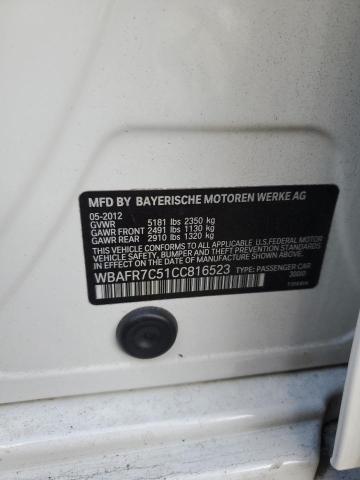 MFD BY BAYERISCHE MOTOREN WERKE AG
05-2012
GVWR 5181 lbs 2350 kg
GAWR FRONT 2491 lbs 1130 kg
GAWR REAR 2910 lbs 1320 kg
THIS VEHICLE CONFORMS TO ALL APPLICABLE U.S.FEDERAL MOTOR
VEHICLE SAFETY, BUMPER, AND THEFT PREVENTION STANDARDS
IN EFFECT ON THE DATE OF MANUFACTURE SHOWN ABOVE.
WBAFR7C51CC816523 TYPE: PASSENGER CAR